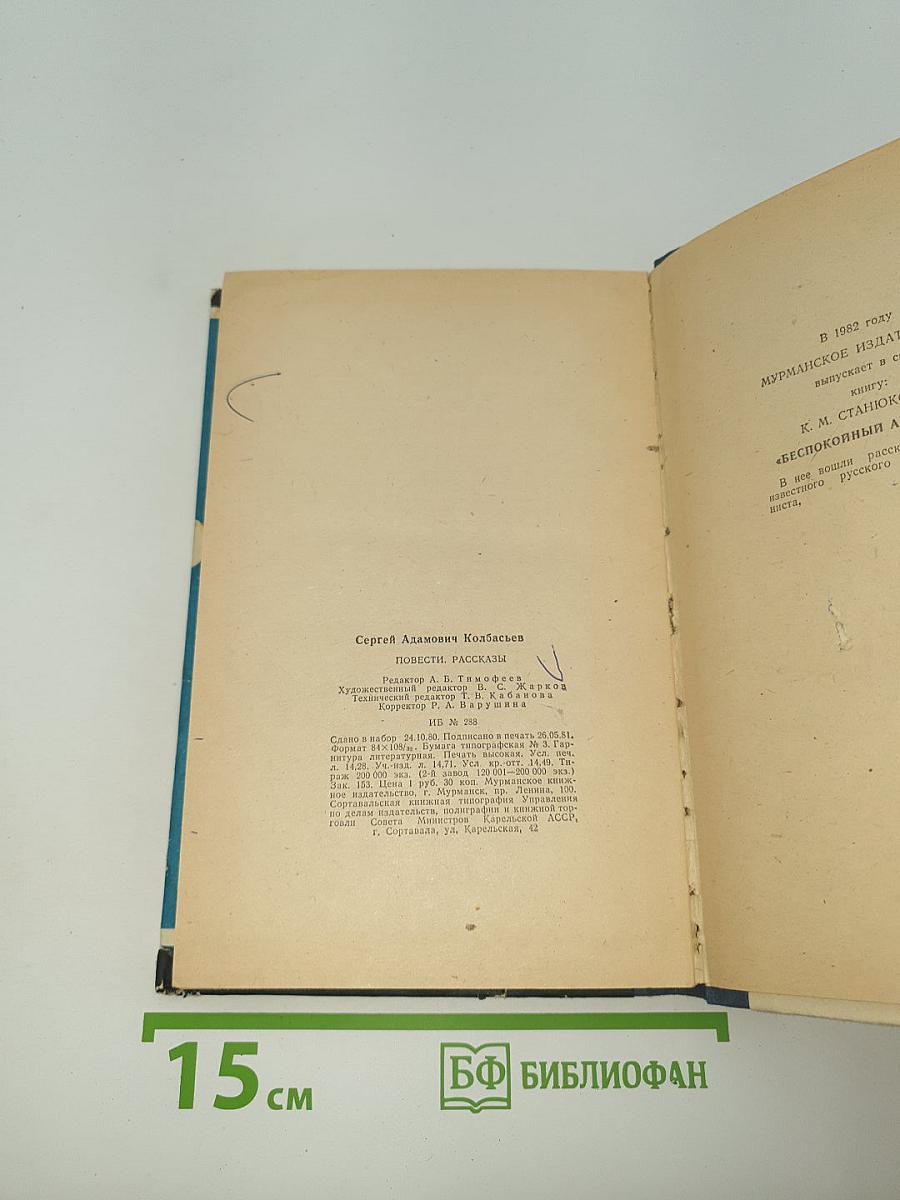 Сергей Адамович Колбасьев
ПОВЕСТИ. РАССКАЗЫ
Редактор А. Б. Тимофеев
Художественный редактор В. С. Жарков
Технический редактор Т. В. Кабанова
Корректор Р. А. Варушина
ИБ № 288
Сдано в набор 24.10.80. Подписано в печать 26.05.81.
Формат 84×108/32. Бумага типографская № 3. Гар-
нитура литературная. Печать высокая. Усл. печ.
л. 14,28. Уч.-изд. л. 14,71. Усл. кр.-отт. 14,49. Ти-
раж 200 000 экз. (2-й завод 120 001—200 000 экз.)
Зак. 153. Цена 1 руб. 30 коп. Мурманское книж-
ное издательство, г. Мурманск, пр. Ленина, 100.
Сортавальская книжная типография Управления
по делам издательств, полиграфии и книжной тор-
говли Совета Министров Карельской АССР,
г. Сортавала, ул. Карельская, 42
В 1982 году
МУРМАНСКОЕ ИЗДАТ
выпускает в с
книгу:
К. М. СТАНЮКО
«БЕСПОКОЙНЫЙ А
В нее вошли расск
известного русского
ниста.
15 см
БФ БИБЛИОФАН